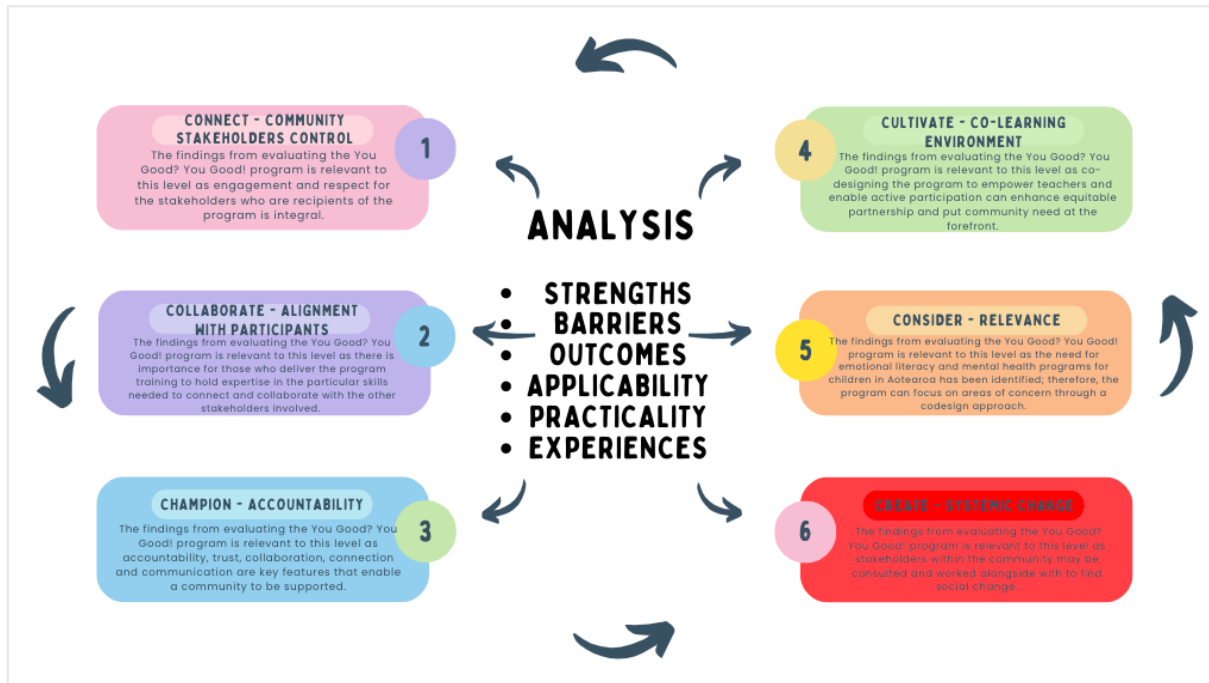 CONNECT - COMMUNITY
STAKEHOLDERS CONTROL
The findings from evaluating the You
Good? You Good! program is relevant to
this level as engagement and respect for
the stakeholders who are recipients of the
program is integral.
1
COLLABORATE - ALIGNMENT
WITH PARTICIPANTS
The findings from evaluating the You Good? You
Good! program is relevant to this level as there is
importance for those who deliver the program
training to hold expertise in the particular skills
needed to connect and collaborate with the other
stakeholders involved.
2
CHAMPION - ACCOUNTABILITY
The findings from evaluating the You Good? You
Good! program is relevant to this level as
accountability, trust, collaboration, connection
and communication are key features that enable
a community to be supported.
3
ANALYSIS
• STRENGTHS
• BARRIERS
• OUTCOMES
• APPLICABILITY
• PRACTICALITY
• EXPERIENCES
4
CULTIVATE - CO-LEARNING
ENVIRONMENT
The findings from evaluating the You Good? You
Good! program is relevant to this level as co-
designing the program to empower teachers and
enable active participation can enhance equitable
partnership and put community need at the
forefront.
5
CONSIDER - RELEVANCE
The findings from evaluating the You Good? You Good!
program is relevant to this level as the need for
emotional literacy and mental health programs for
children in Aotearoa has been identified; therefore, the
program can focus on areas of concern through a
codesign approach.
6
CREATE - SYSTEMIC CHANGE
The findings from evaluating the You Good?
You Good! program is relevant to this level as
stakeholders within the community may be
consulted and worked alongside with to find
social change.